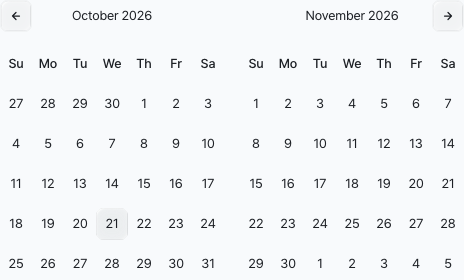 October 2026
Su Mo Tu We Th Fr Sa
27 28 29 30 1 2 3
4 5 6 7 8 9 10
11 12 13 14 15 16 17
18 19 20 21 22 23 24
25 26 27 28 29 30 31
November 2026
Su Mo Tu We Th Fr Sa
1 2 3 4 5 6 7
8 9 10 11 12 13 14
15 16 17 18 19 20 21
22 23 24 25 26 27 28
29 30 1 2 3 4 5